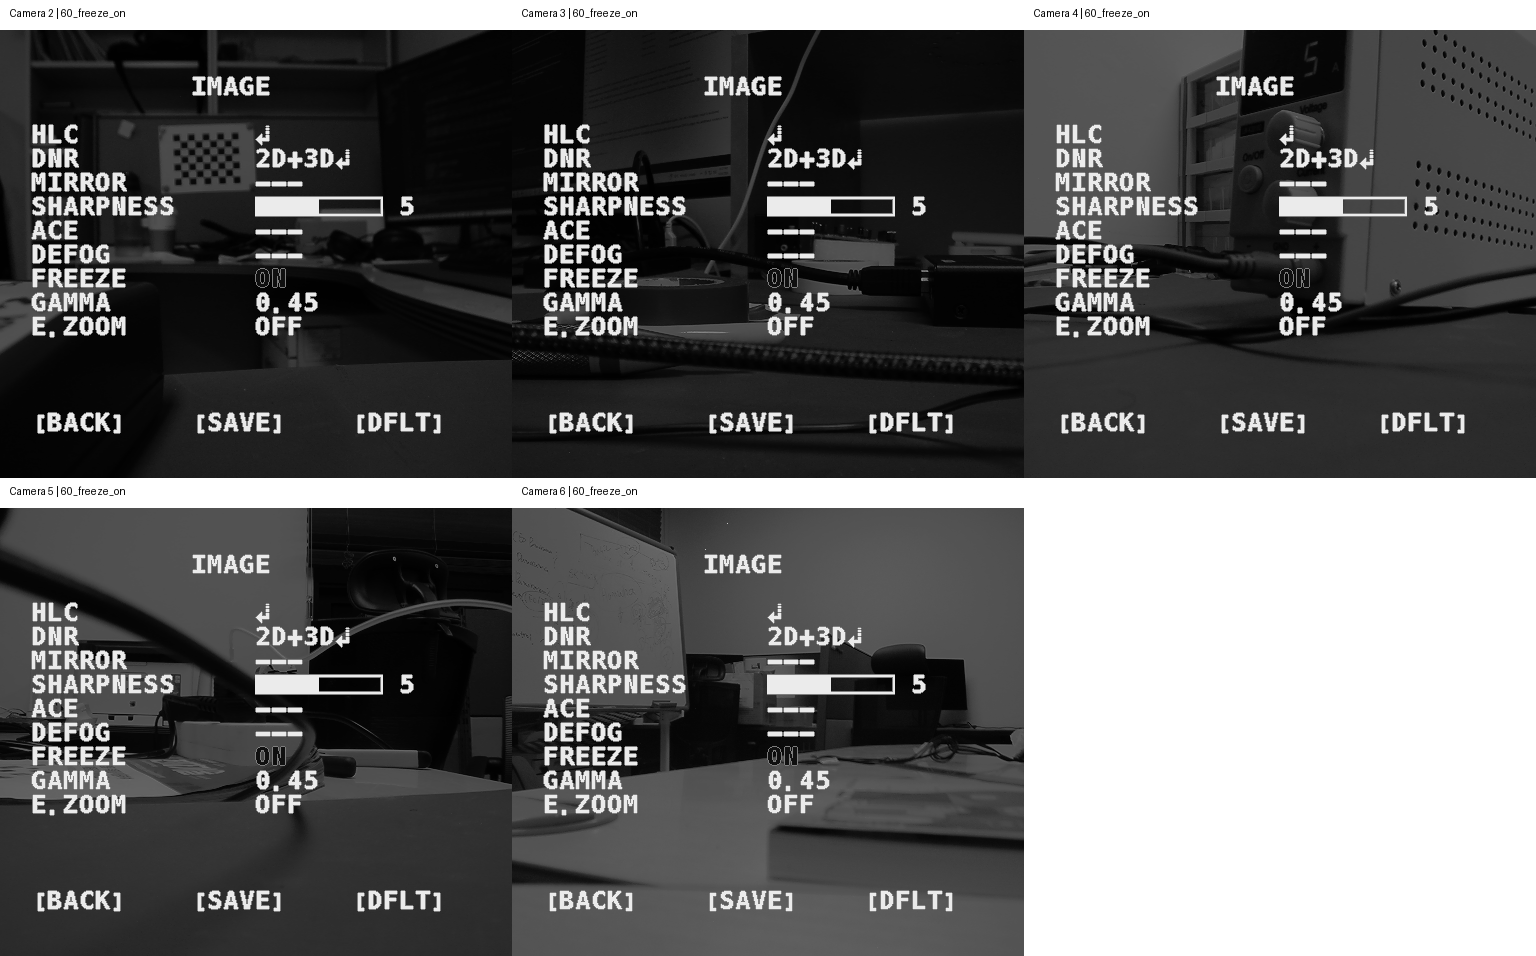 Camera 2 | 60_freeze_on
IMAGE
HLC ↲
DNR 2D+3D↲
MIRROR ---
SHARPNESS 5
ACE ---
DEFOG ---
FREEZE ON
GAMMA 0.45
E.ZOOM OFF
[BACK] [SAVE] [DFLT]
Camera 3 | 60_freeze_on
IMAGE
HLC ↲
DNR 2D+3D↲
MIRROR ---
SHARPNESS 5
ACE ---
DEFOG ---
FREEZE ON
GAMMA 0.45
E.ZOOM OFF
[BACK] [SAVE] [DFLT]
Camera 4 | 60_freeze_on
5 A
Voltage
On/Off
IMAGE
HLC ↲
DNR 2D+3D↲
MIRROR ---
SHARPNESS 5
ACE ---
DEFOG ---
FREEZE ON
GAMMA 0.45
E.ZOOM OFF
[BACK] [SAVE] [DFLT]
Camera 5 | 60_freeze_on
IMAGE
HLC ↲
DNR 2D+3D↲
MIRROR ---
SHARPNESS 5
ACE ---
DEFOG ---
FREEZE ON
GAMMA 0.45
E.ZOOM OFF
[BACK] [SAVE] [DFLT]
Camera 6 | 60_freeze_on
IMAGE
HLC ↲
DNR 2D+3D↲
MIRROR ---
SHARPNESS 5
ACE ---
DEFOG ---
FREEZE ON
GAMMA 0.45
E.ZOOM OFF
[BACK] [SAVE] [DFLT]